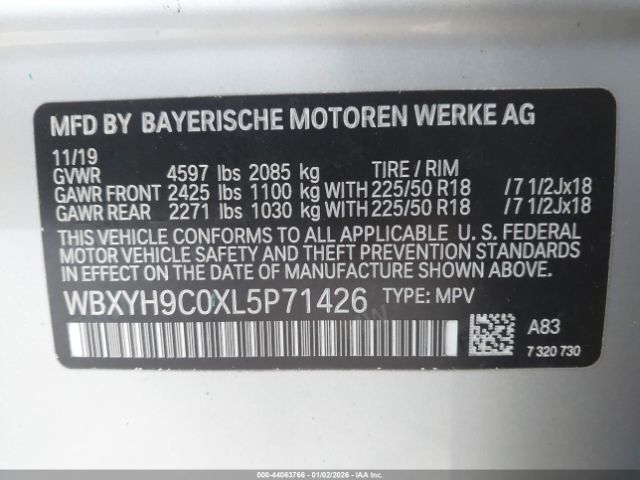 MFD BY BAYERISCHE MOTOREN WERKE AG
11/19
GVWR 4597 lbs 2085 kg TIRE / RIM
GAWR FRONT 2425 lbs 1100 kg WITH 225/50 R18 /7 1/2Jx18
GAWR REAR 2271 lbs 1030 kg WITH 225/50 R18 /7 1/2Jx18
THIS VEHICLE CONFORMS TO ALL APPLICABLE U. S. FEDERAL
MOTOR VEHICLE SAFETY AND THEFT PREVENTION STANDARDS
IN EFFECT ON THE DATE OF MANUFACTURE SHOWN ABOVE.
WBXYH9C0XL5P71426 TYPE: MPV
A83
7 320 730
000-44063766 - 01/02/2026 - IAAI.COM